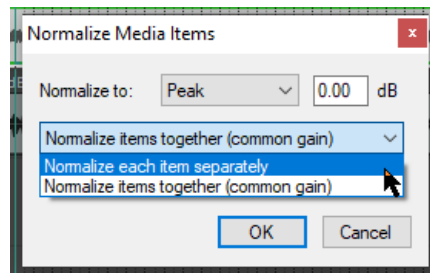 Normalize Media Items
x
Normalize to: Peak 0.00 dB
Normalize items together (common gain)
Normalize each item separately
Normalize items together (common gain)
OK Cancel